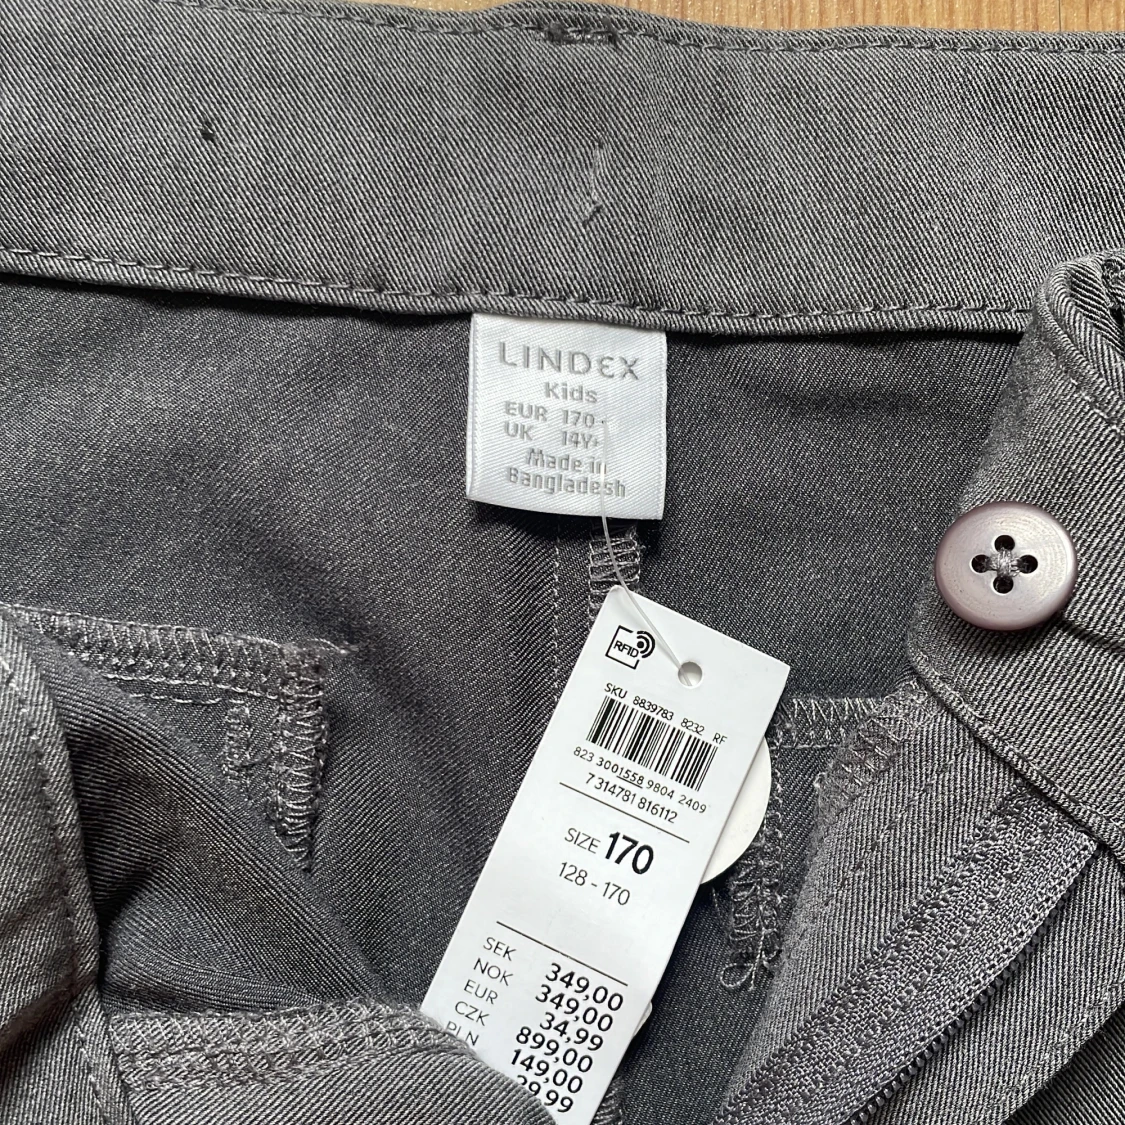 LINDEX
Kids
EUR 170
UK 14Y+
Made in
Bangladesh
RFID
SKU 8839783 8232 RF
823 3001558 9804 2409
7 314781 816112
SIZE 170
128 - 170
SEK 349,00
NOK 349,00
EUR 34,99
CZK 899,00
PLN 149,00
29,99